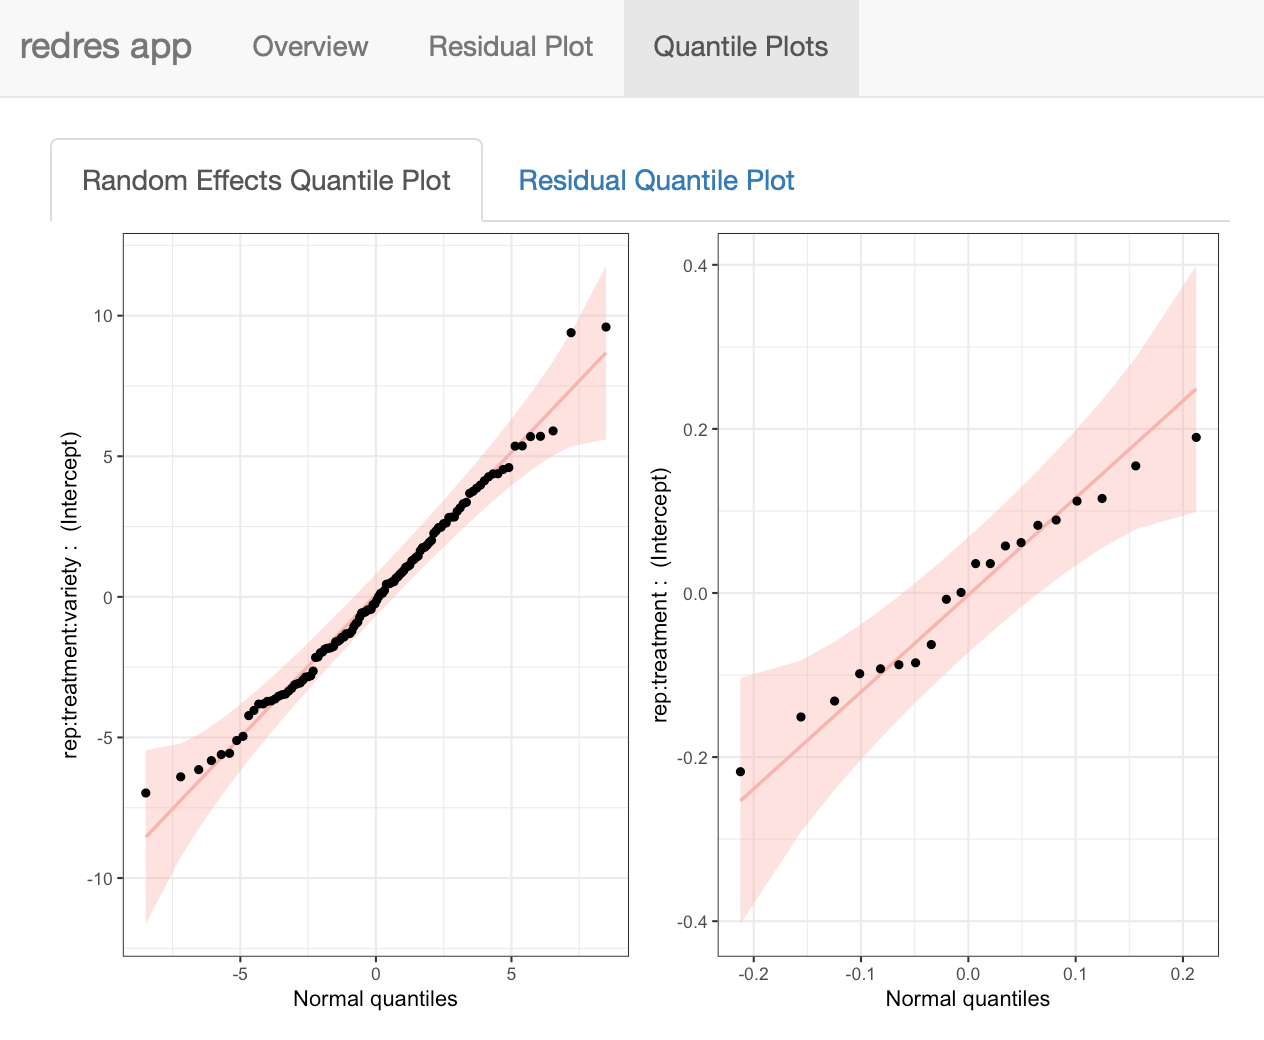 redres app Overview Residual Plot Quantile Plots
Random Effects Quantile Plot Residual Quantile Plot
rep:treatment:variety : (Intercept)
10
5
0
-5
-10
-5 0 5
Normal quantiles
rep:treatment : (Intercept)
0.4
0.2
0.0
-0.2
-0.4
-0.2 -0.1 0.0 0.1 0.2
Normal quantiles